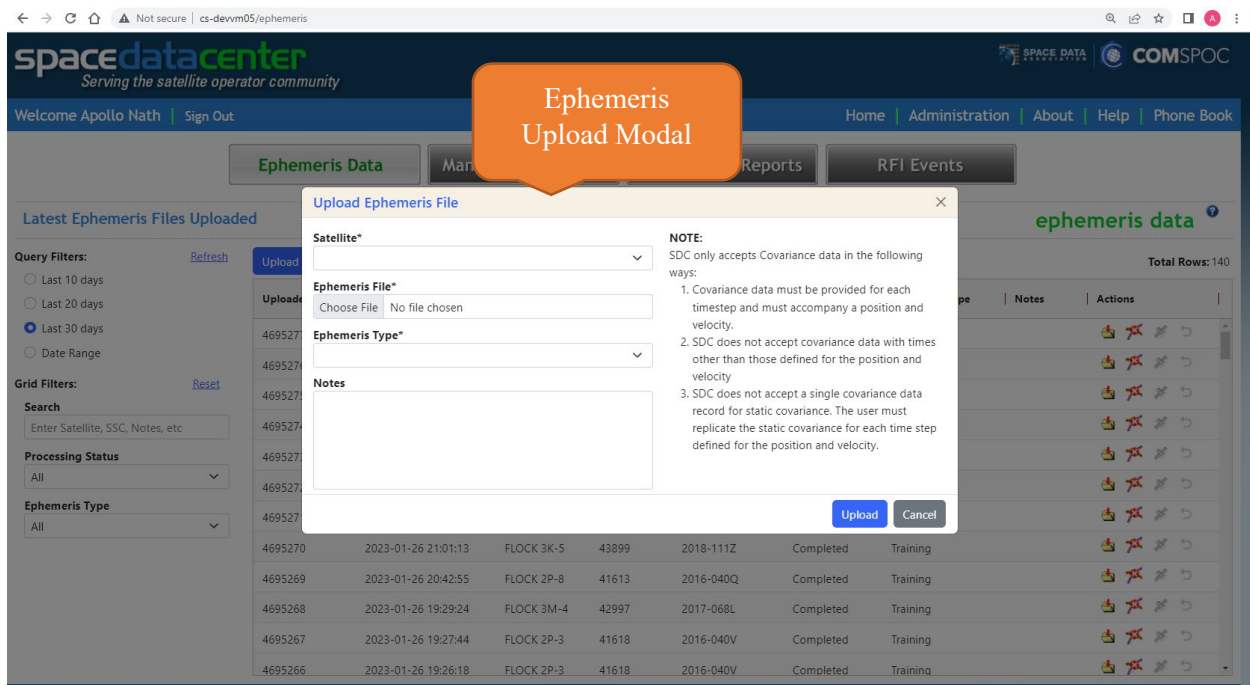 Not secure | cs-devvm05/ephemeris
A
spacedatacenter
Serving the satellite operator community
SPACE DATA
ASSOCIATION
COMSPOC
Ephemeris
Upload Modal
Welcome Apollo Nath | Sign Out
Home | Administration | About | Help | Phone Book
Ephemeris Data
Man
Reports
RFI Events
Latest Ephemeris Files Uploaded
ephemeris data
Query Filters:
Refresh
Last 10 days
Last 20 days
Last 30 days
Date Range
Grid Filters:
Reset
Search
Enter Satellite, SSC, Notes, etc
Processing Status
All
Ephemeris Type
All
Upload
Total Rows: 140
Uploade
pe
Notes
Actions
Upload Ephemeris File
Satellite*
Ephemeris File*
Choose File No file chosen
Ephemeris Type*
Notes
NOTE:
SDC only accepts Covariance data in the following
ways:
1. Covariance data must be provided for each
timestep and must accompany a position and
velocity.
2. SDC does not accept covariance data with times
other than those defined for the position and
velocity
3. SDC does not accept a single covariance data
record for static covariance. The user must
replicate the static covariance for each time step
defined for the position and velocity.
Upload
Cancel
4695270 2023-01-26 21:01:13 FLOCK 3K-5 43899 2018-111Z Completed Training
4695269 2023-01-26 20:42:55 FLOCK 2P-8 41613 2016-040Q Completed Training
4695268 2023-01-26 19:29:24 FLOCK 3M-4 42997 2017-068L Completed Training
4695267 2023-01-26 19:27:44 FLOCK 2P-3 41618 2016-040V Completed Training
4695266 2023-01-26 19:26:18 FLOCK 2P-3 41618 2016-040V Completed Training